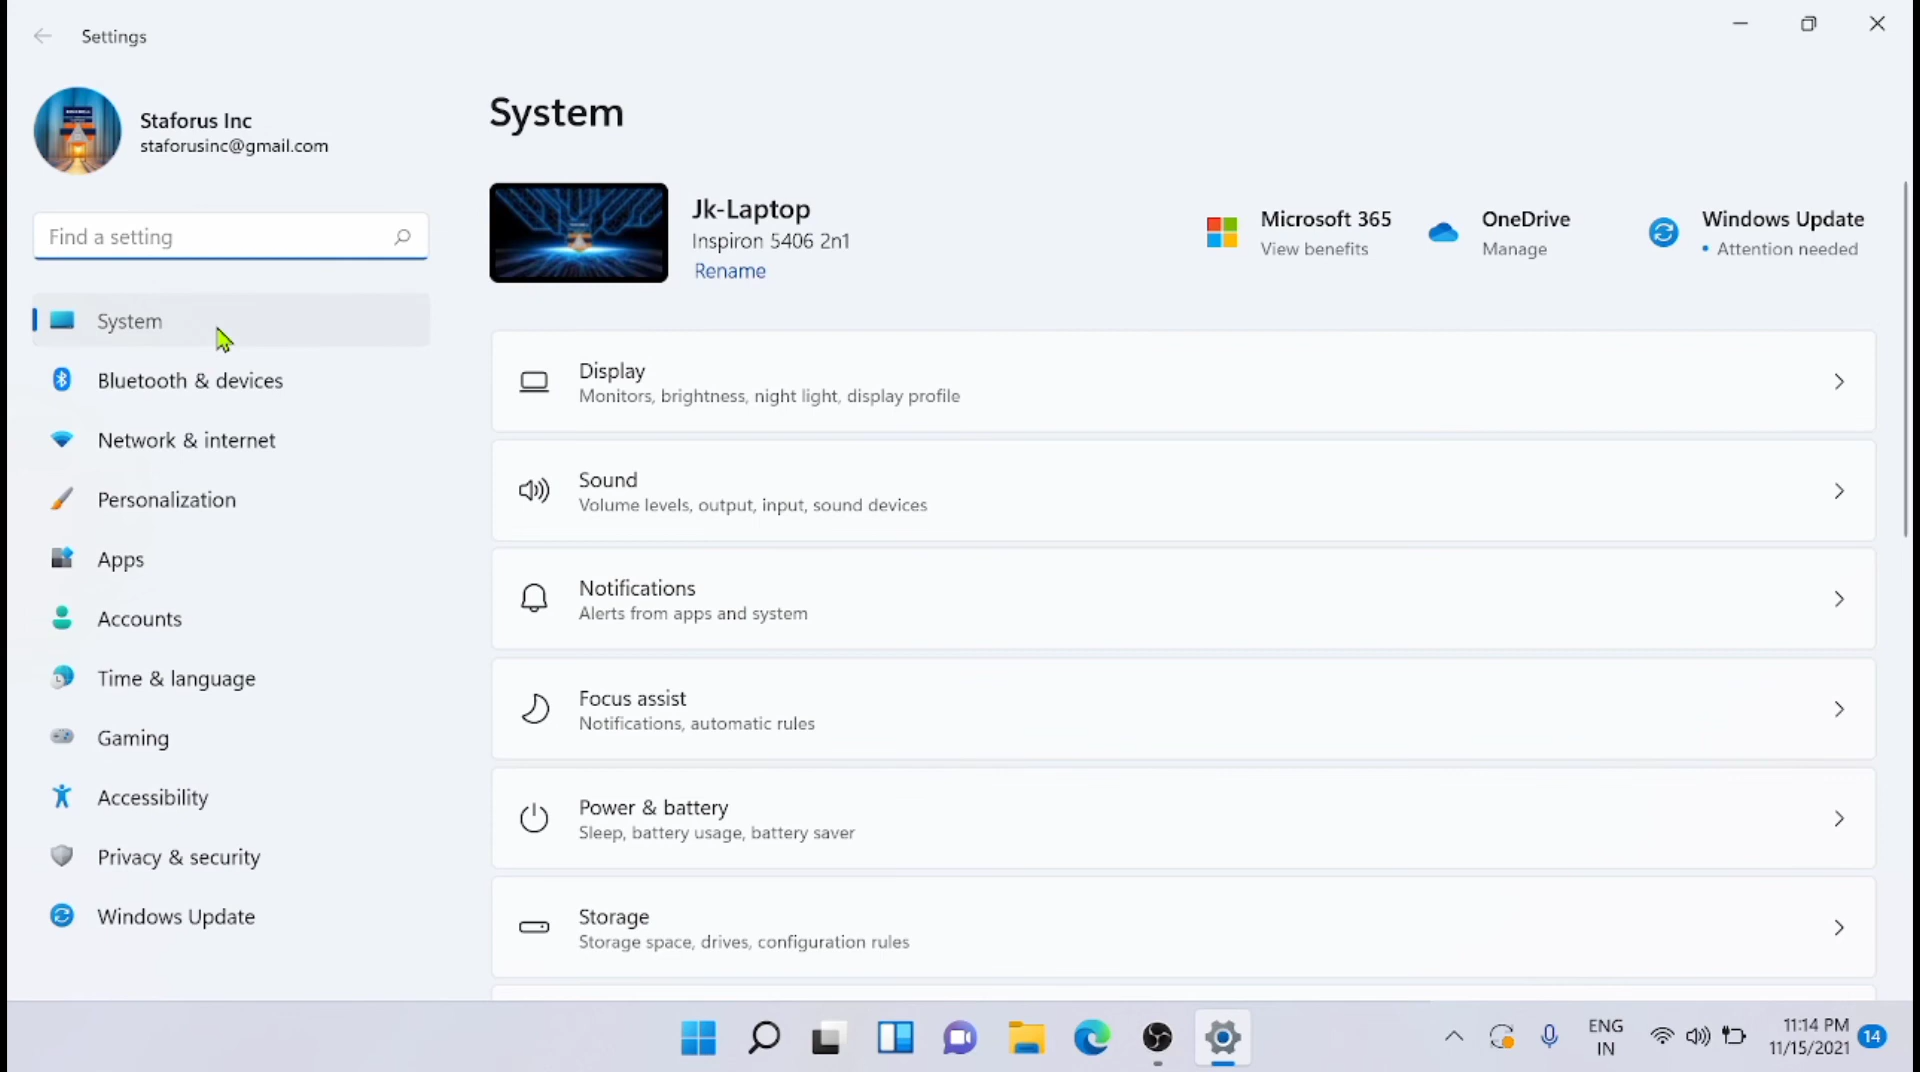 Settings
Staforus Inc
staforusinc@gmail.com
Find a setting
System
Bluetooth & devices
Network & internet
Personalization
Apps
Accounts
Time & language
Gaming
Accessibility
Privacy & security
Windows Update
System
Jk-Laptop
Inspiron 5406 2n1
Rename
Microsoft 365
View benefits
OneDrive
Manage
Windows Update
• Attention needed
Display
Monitors, brightness, night light, display profile
Sound
Volume levels, output, input, sound devices
Notifications
Alerts from apps and system
Focus assist
Notifications, automatic rules
Power & battery
Sleep, battery usage, battery saver
Storage
Storage space, drives, configuration rules
ENG
IN
11:14 PM
11/15/2021
14